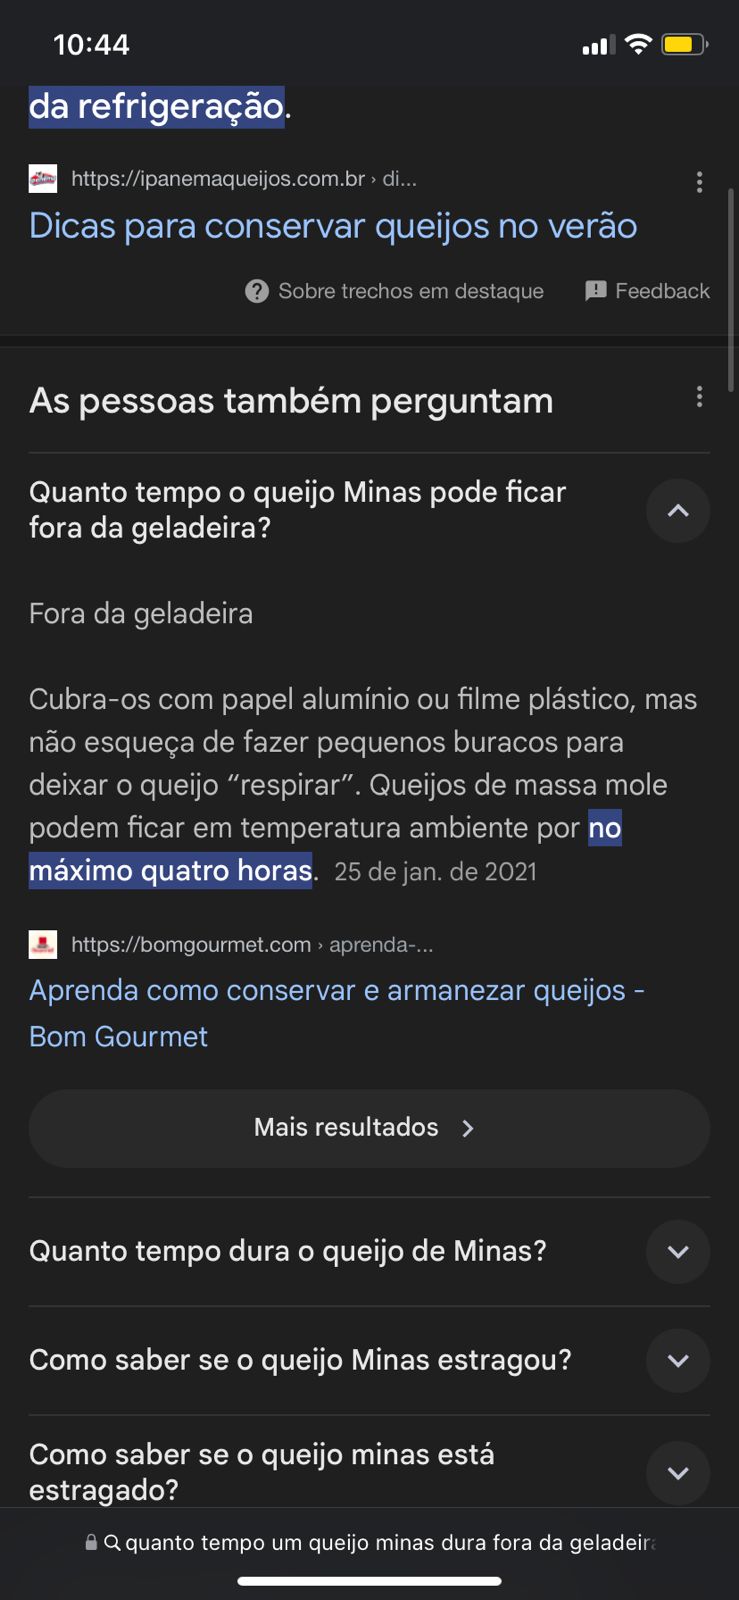 10:44
da refrigeração.
https://ipanemaqueijos.com.br › di...
Dicas para conservar queijos no verão
Sobre trechos em destaque
Feedback
As pessoas também perguntam
Quanto tempo o queijo Minas pode ficar
fora da geladeira?
Fora da geladeira
Cubra-os com papel alumínio ou filme plástico, mas
não esqueça de fazer pequenos buracos para
deixar o queijo “respirar”. Queijos de massa mole
podem ficar em temperatura ambiente por no
máximo quatro horas. 25 de jan. de 2021
https://bomgourmet.com › aprenda-...
Aprenda como conservar e armanezar queijos -
Bom Gourmet
Mais resultados
Quanto tempo dura o queijo de Minas?
Como saber se o queijo Minas estragou?
Como saber se o queijo minas está
estragado?
quanto tempo um queijo minas dura fora da geladeir